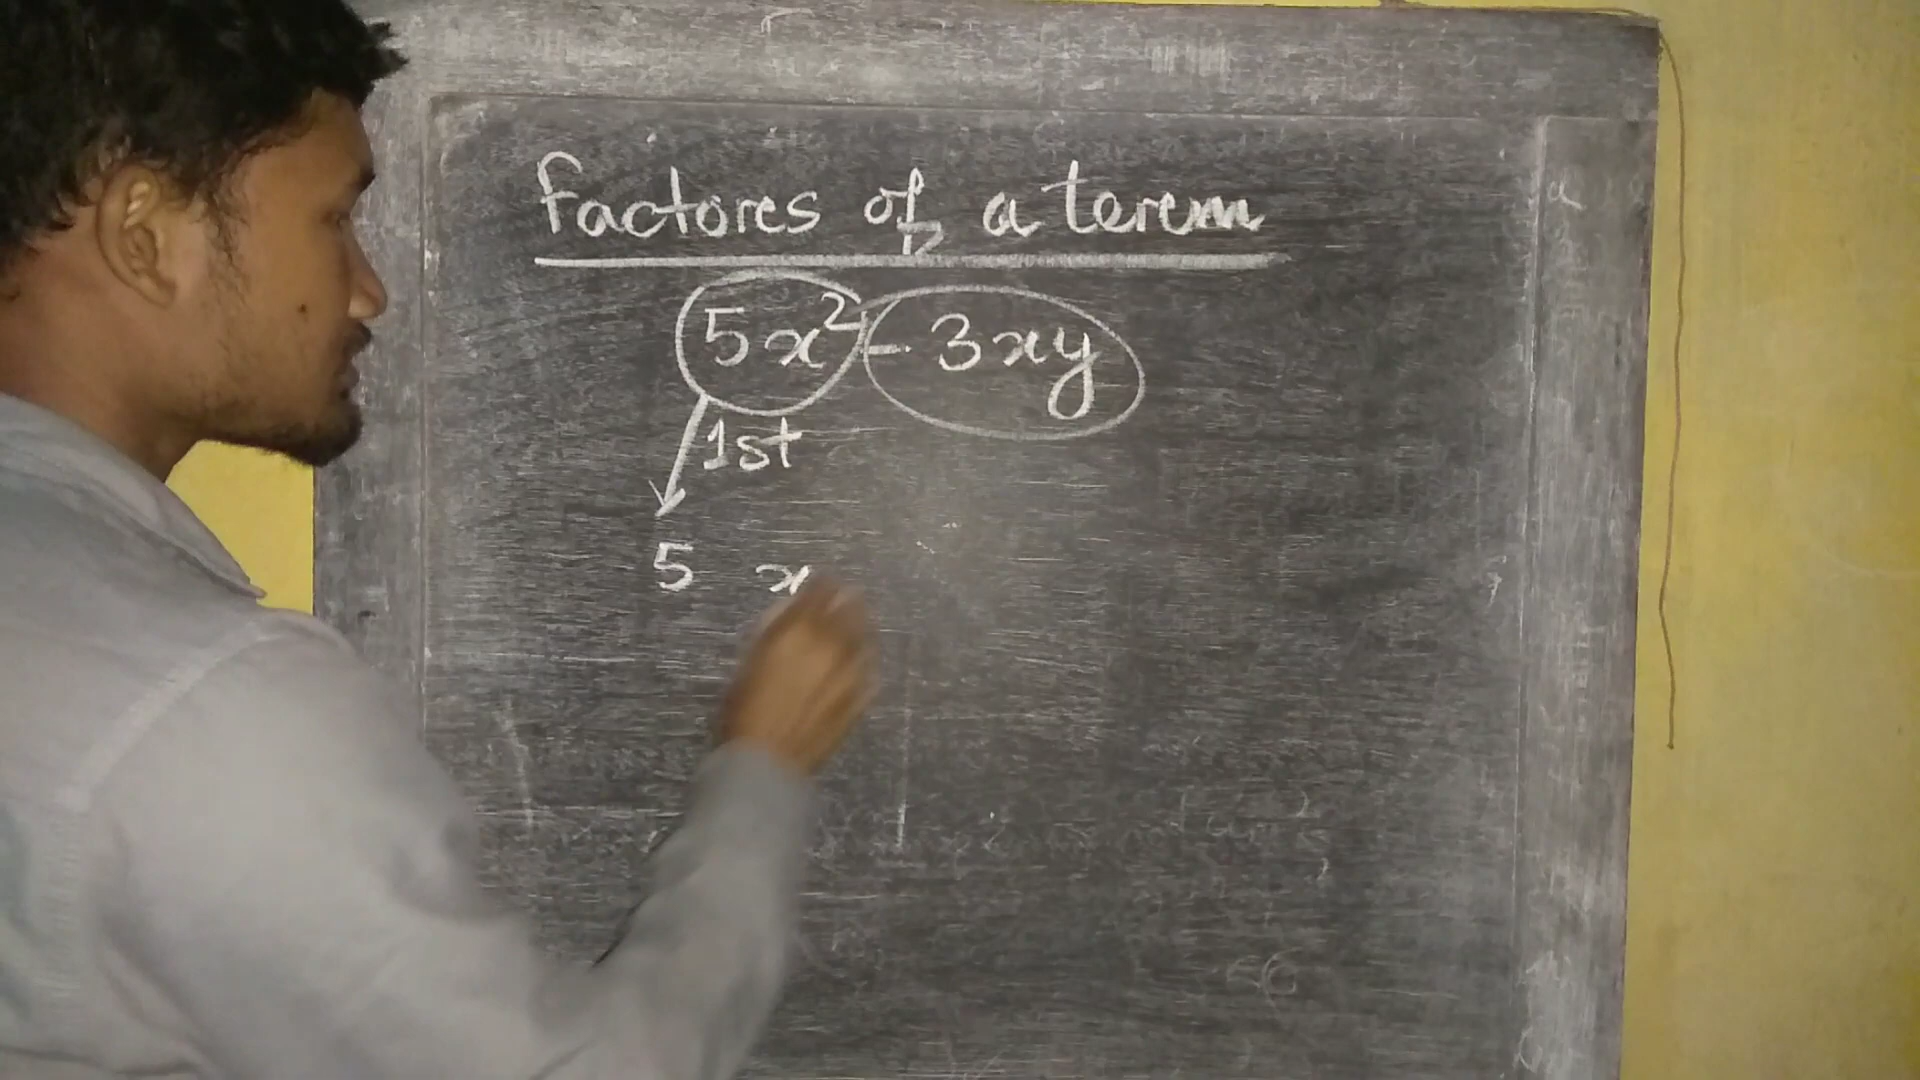 Factores of a terem
5x² - 3xy
1st
5 x